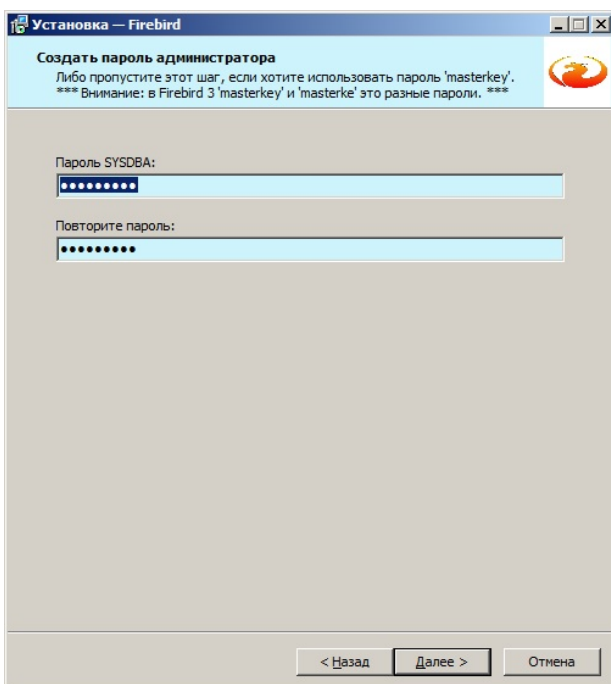 Установка — Firebird
Создать пароль администратора
Либо пропустите этот шаг, если хотите использовать пароль 'masterkey'.
*** Внимание: в Firebird 3 'masterkey' и 'masterke' это разные пароли. ***
Пароль SYSDBA:
●●●●●●●●●
Повторите пароль:
●●●●●●●●●
< Назад Далее > Отмена